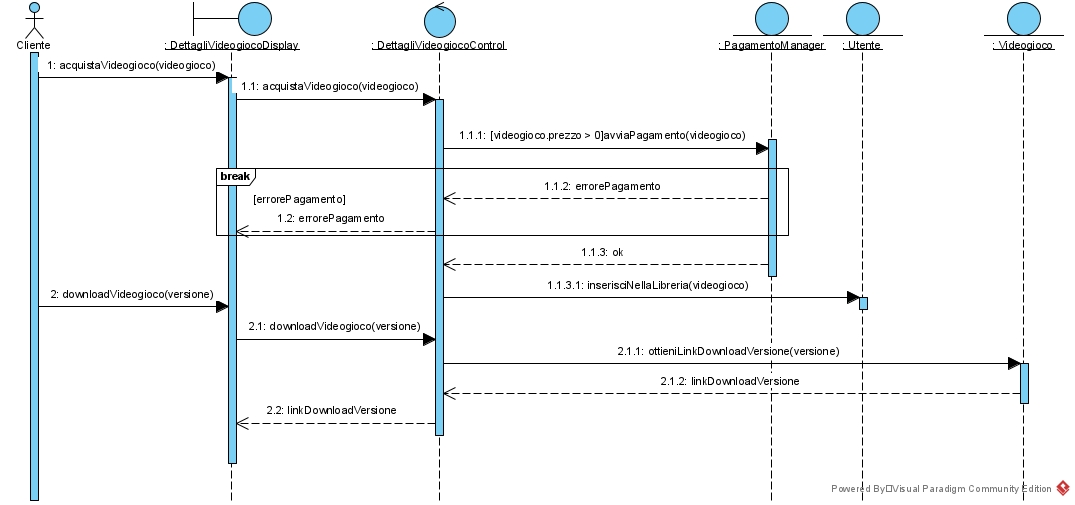 Cliente
: DettagliVideogiocoDisplay
: DettagliVideogiocoControl
: PagamentoManager
: Utente
: Videogioco
1: acquistaVideogioco(videogioco)
1.1: acquistaVideogioco(videogioco)
1.1.1: [videogioco.prezzo > 0]avviaPagamento(videogioco)
break
1.1.2: errorePagamento
[errorePagamento]
1.2: errorePagamento
1.1.3: ok
1.1.3.1: inserisciNellaLibreria(videogioco)
2: downloadVideogioco(versione)
2.1: downloadVideogioco(versione)
2.1.1: ottieniLinkDownloadVersione(versione)
2.1.2: linkDownloadVersione
2.2: linkDownloadVersione
Powered By Visual Paradigm Community Edition